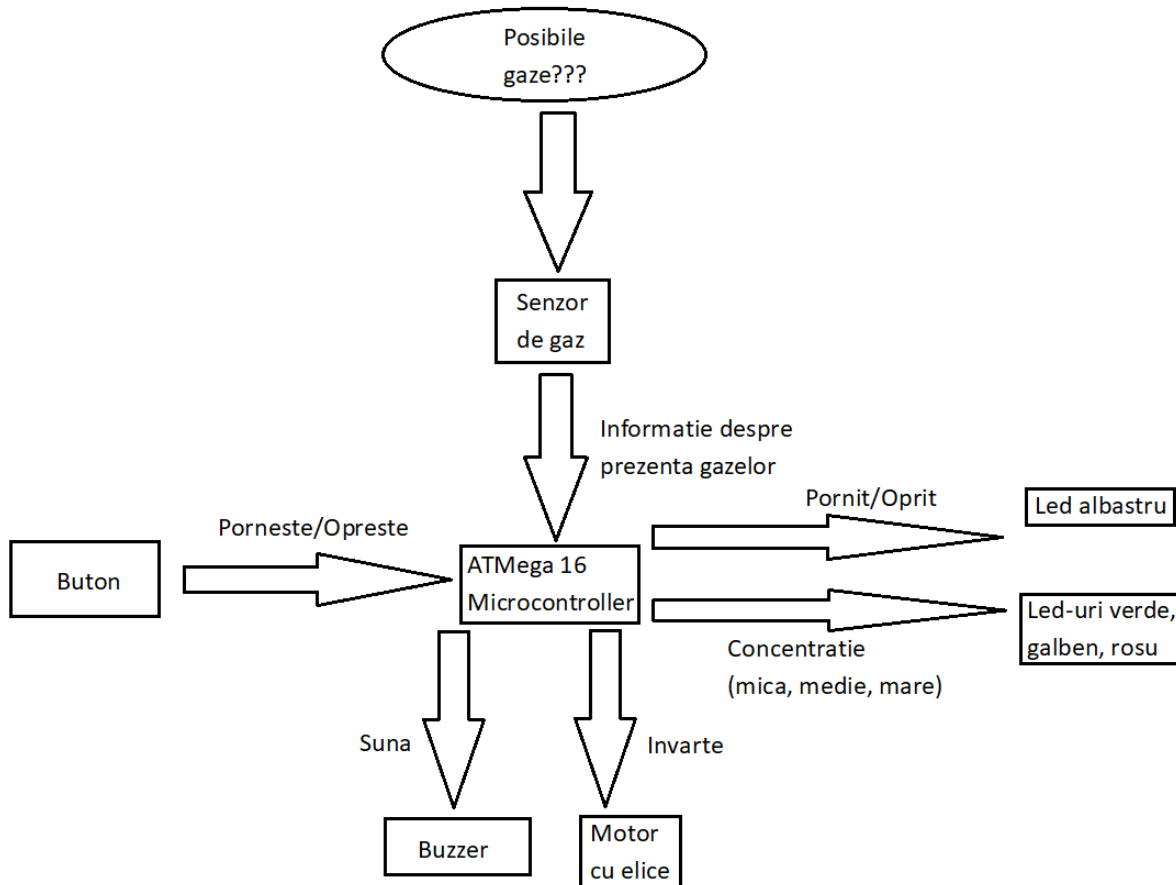 Posibile
gaze???
Senzor
de gaz
Informatie despre
prezenta gazelor
Pornit/Oprit
Led albastru
Porneste/Opreste
Buton
ATMega 16
Microcontroller
Led-uri verde,
galben, rosu
Concentratie
(mica, medie, mare)
Suna
Invarte
Buzzer
Motor
cu elice